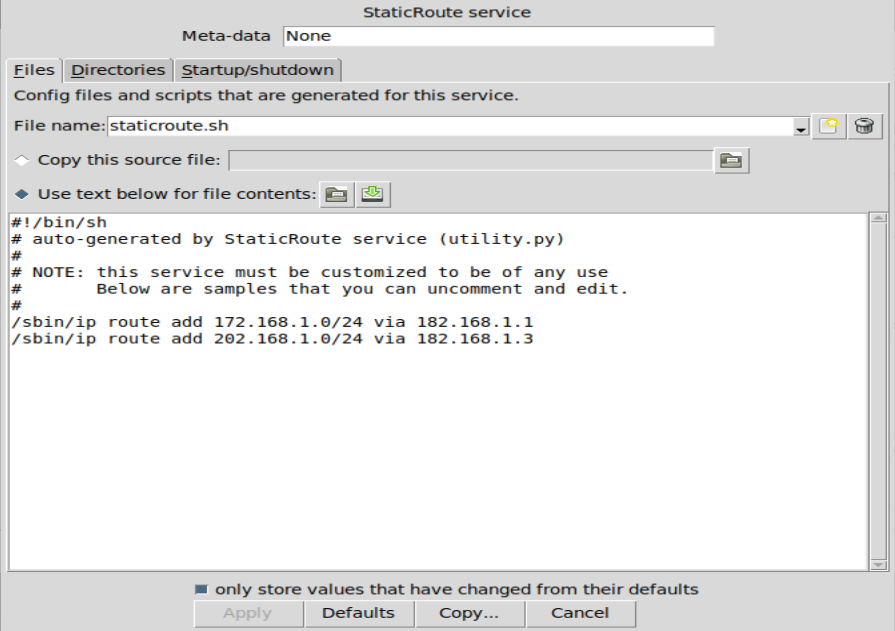 StaticRoute service
Meta-data None
Files Directories Startup/shutdown
Config files and scripts that are generated for this service.
File name: staticroute.sh
Copy this source file:
Use text below for file contents:
#!/bin/sh
# auto-generated by StaticRoute service (utility.py)
#
# NOTE: this service must be customized to be of any use
#       Below are samples that you can uncomment and edit.
#
/sbin/ip route add 172.168.1.0/24 via 182.168.1.1
/sbin/ip route add 202.168.1.0/24 via 182.168.1.3
only store values that have changed from their defaults
Apply Defaults Copy... Cancel